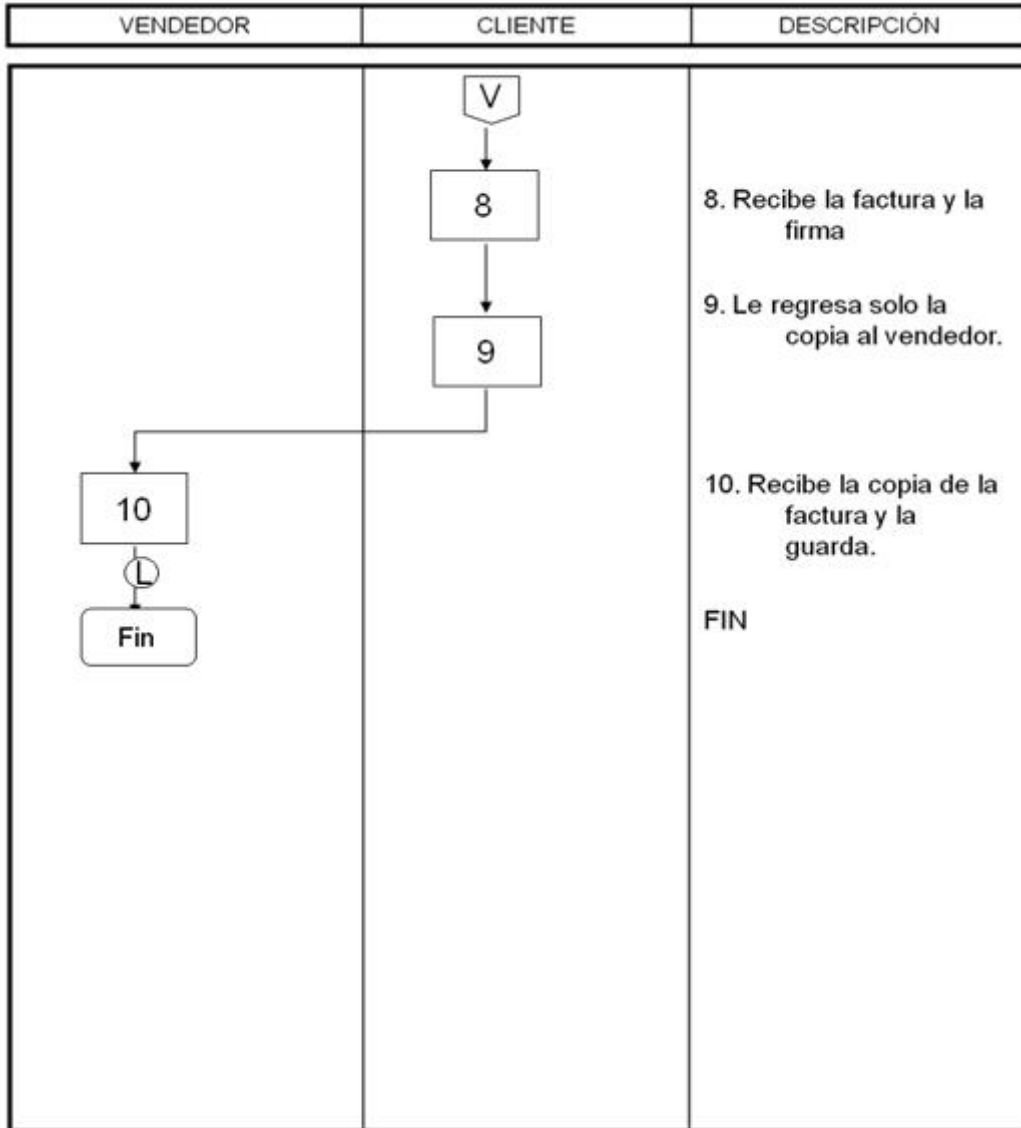 VENDEDOR
CLIENTE
DESCRIPCIÓN
V
8
8. Recibe la factura y la
firma
9
9. Le regresa solo la
copia al vendedor.
10
10. Recibe la copia de la
factura y la
guarda.
L
Fin
FIN